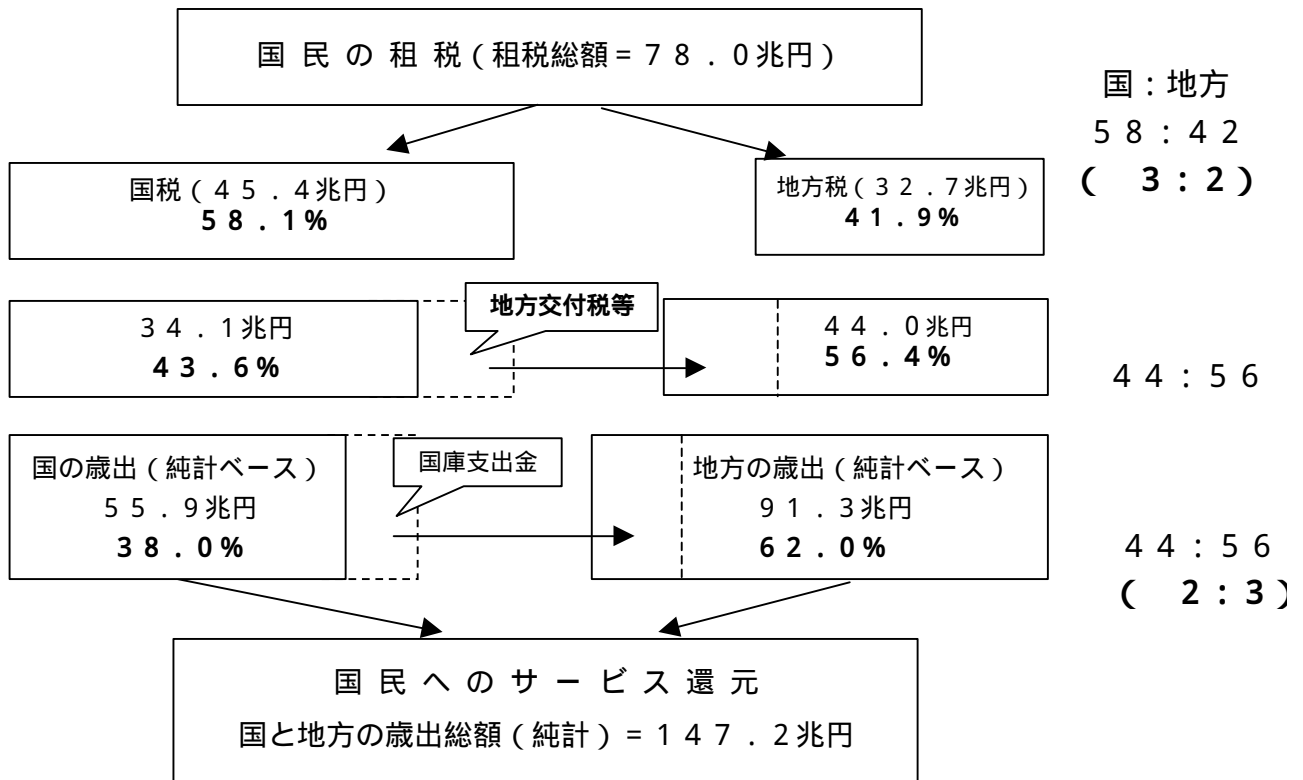 国 民 の 租 税 （ 租税総額 = ７８．０兆円 ）
国：地方
５８：４２
（ ３：２）
国税（４５．４兆円）
５８．１%
地方税（３２．７兆円）
４１．９%
３４．１兆円
４３．６%
地方交付税等
４４．０兆円
５６．４%
４４：５６
国の歳出（純計ベース）
５５．９兆円
３８．０%
国庫支出金
地方の歳出（純計ベース）
９１．３兆円
６２．０%
４４：５６
（ ２：３）
国 民 へ の サ ー ビ ス 還 元
国と地方の歳出総額（純計）＝１４７．２兆円